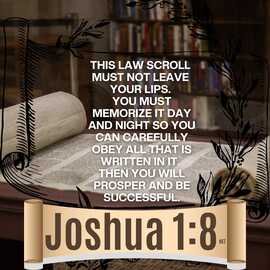 THIS LAW SCROLL
MUST NOT LEAVE
YOUR LIPS.
YOU MUST
MEMORIZE IT DAY
AND NIGHT SO YOU
CAN CAREFULLY
OBEY ALL THAT IS
WRITTEN IN IT.
THEN YOU WILL
PROSPER AND BE
SUCCESSFUL.
Joshua 1:8